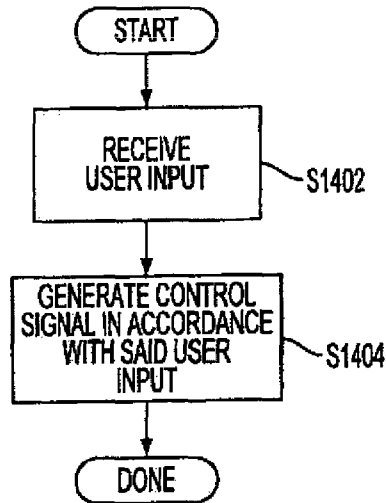 START
RECEIVE
USER INPUT
S1402
GENERATE CONTROL
SIGNAL IN ACCORDANCE
WITH SAID USER
INPUT
S1404
DONE